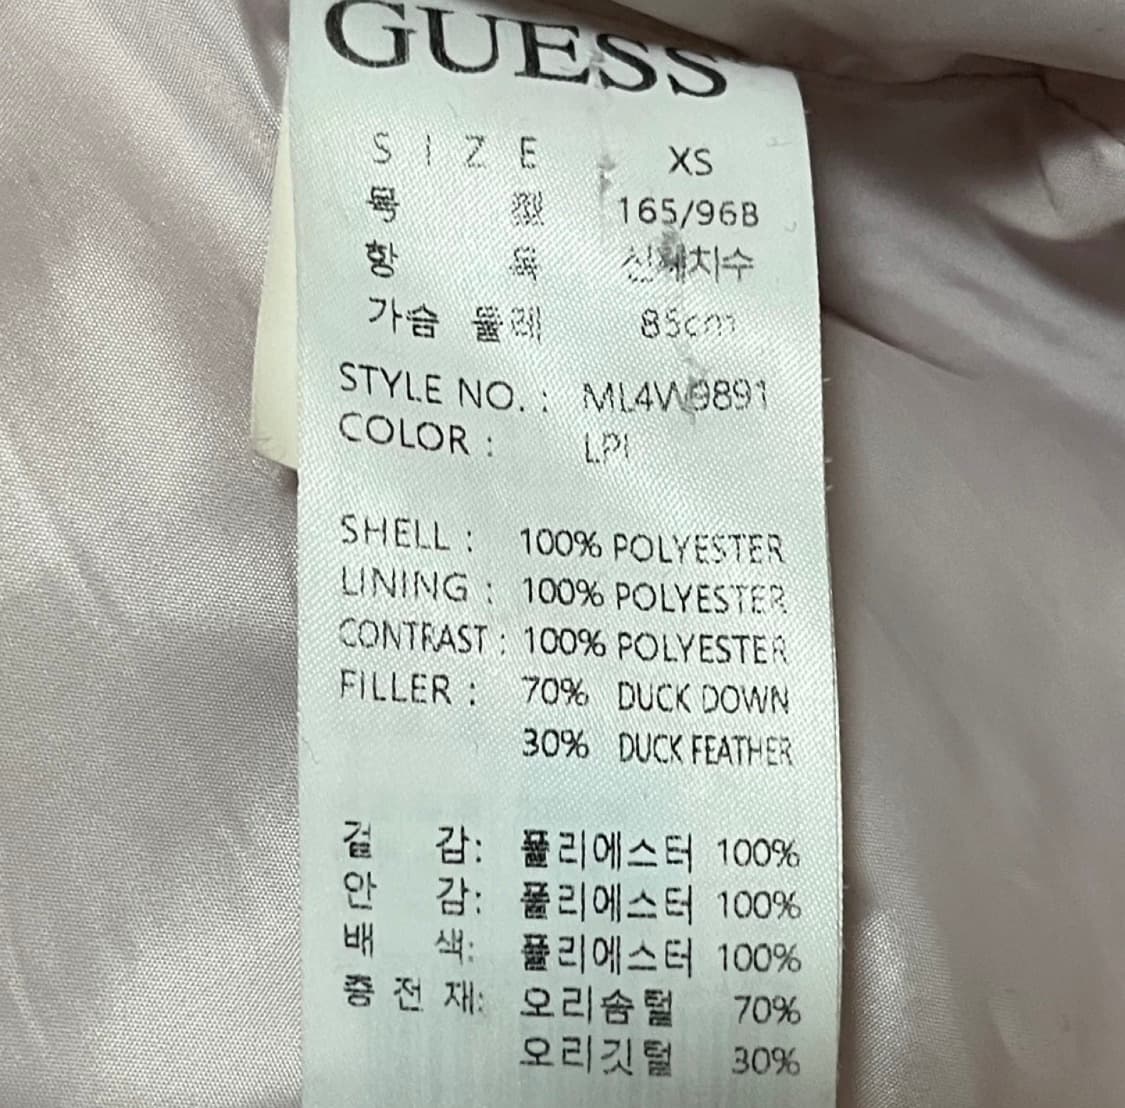 GUESS
SIZE XS
165/96B
항 목 신체치수
가슴 둘레 85cm
STYLE NO. : ML4W9891
COLOR : LPI
SHELL : 100% POLYESTER
LINING : 100% POLYESTER
CONTRAST : 100% POLYESTER
FILLER : 70% DUCK DOWN
30% DUCK FEATHER
겉 감: 폴리에스터 100%
안 감: 폴리에스터 100%
배 색: 폴리에스터 100%
충 전 재: 오리솜털 70%
오리깃털 30%